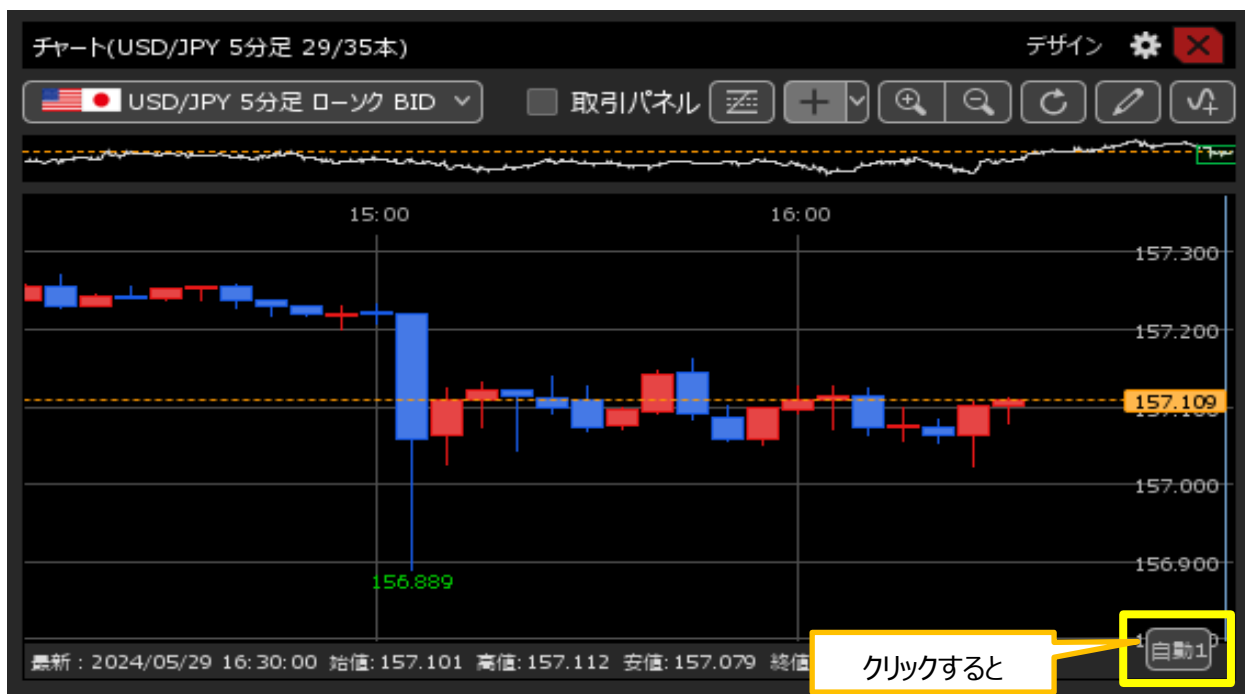 チャート(USD/JPY 5分足 29/35本) デザイン
USD/JPY 5分足 ローソク BID 取引パネル
15:00 16:00
157.300
157.200
157.109
157.000
156.900
156.889
最新：2024/05/29 16:30:00 始値:157.101 高値:157.112 安値:157.079 終値
クリックすると
自動1